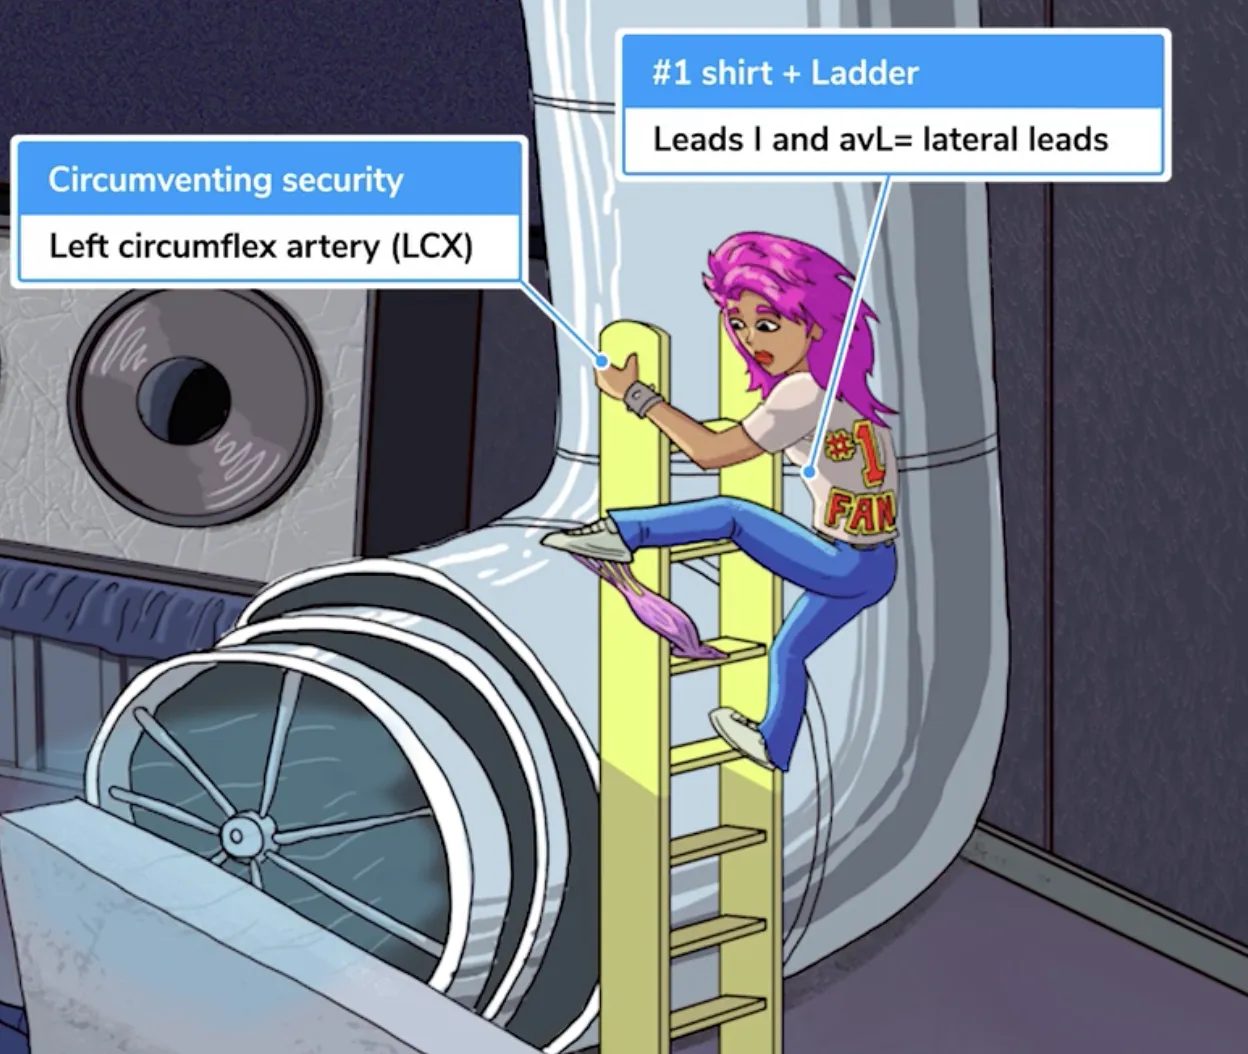 #1 shirt + Ladder
Leads I and avL= lateral leads
Circumventing security
Left circumflex artery (LCX)
#1
FAN